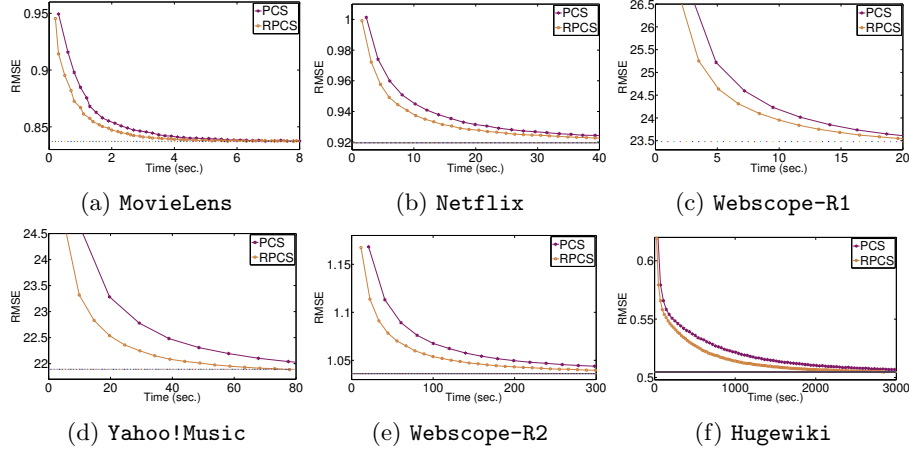 0.95
0.9
0.85
RMSE
PCS
RPCS
0 2 4 6 8
Time (sec.)
(a) MovieLens
1
0.98
0.96
0.94
0.92
RMSE
PCS
RPCS
0 10 20 30 40
Time (sec.)
(b) Netflix
26.5
26
25.5
25
24.5
24
23.5
RMSE
PCS
RPCS
0 5 10 15 20
Time (sec.)
(c) Webscope-R1
24.5
24
23.5
23
22.5
22
RMSE
PCS
RPCS
0 20 40 60 80
Time (sec.)
(d) Yahoo!Music
1.15
1.1
1.05
RMSE
PCS
RPCS
0 100 200 300
Time (sec.)
(e) Webscope-R2
0.6
0.55
0.5
RMSE
PCS
RPCS
0 1000 2000 3000
Time (sec.)
(f) Hugewiki